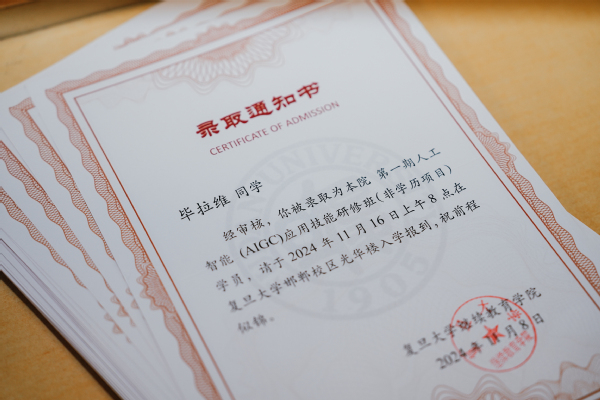 录取通知书
CERTIFICATE OF ADMISSION
毕拉维 同学
经审核，你被录取为本院 第一期人工
智能 (AIGC)应用技能研修班(非学历项目)
学员，请于 2024 年 11 月 16 日上午 8 点在
复旦大学邯郸校区光华楼入学报到，祝前程
似锦。
复旦大学继续教育学院
2024 年 11 月 8 日
1905